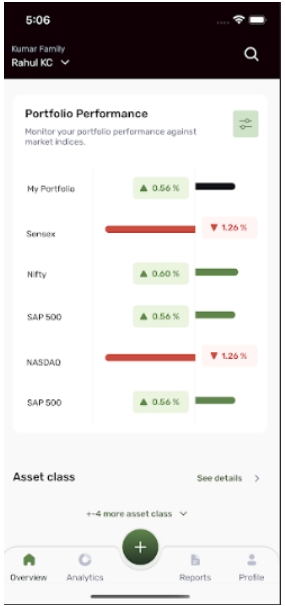 5:06
Kumar Family
Rahul KC
Portfolio Performance
Monitor your portfolio performance against
market indices.
My Portfolio ▲ 0.56 %
Sensex ▼ 1.26 %
Nifty ▲ 0.60 %
SAP 500 ▲ 0.56 %
NASDAQ ▼ 1.26 %
SAP 500 ▲ 0.56 %
Asset class See details >
+-4 more asset class
+
Overview Analytics Reports Profile